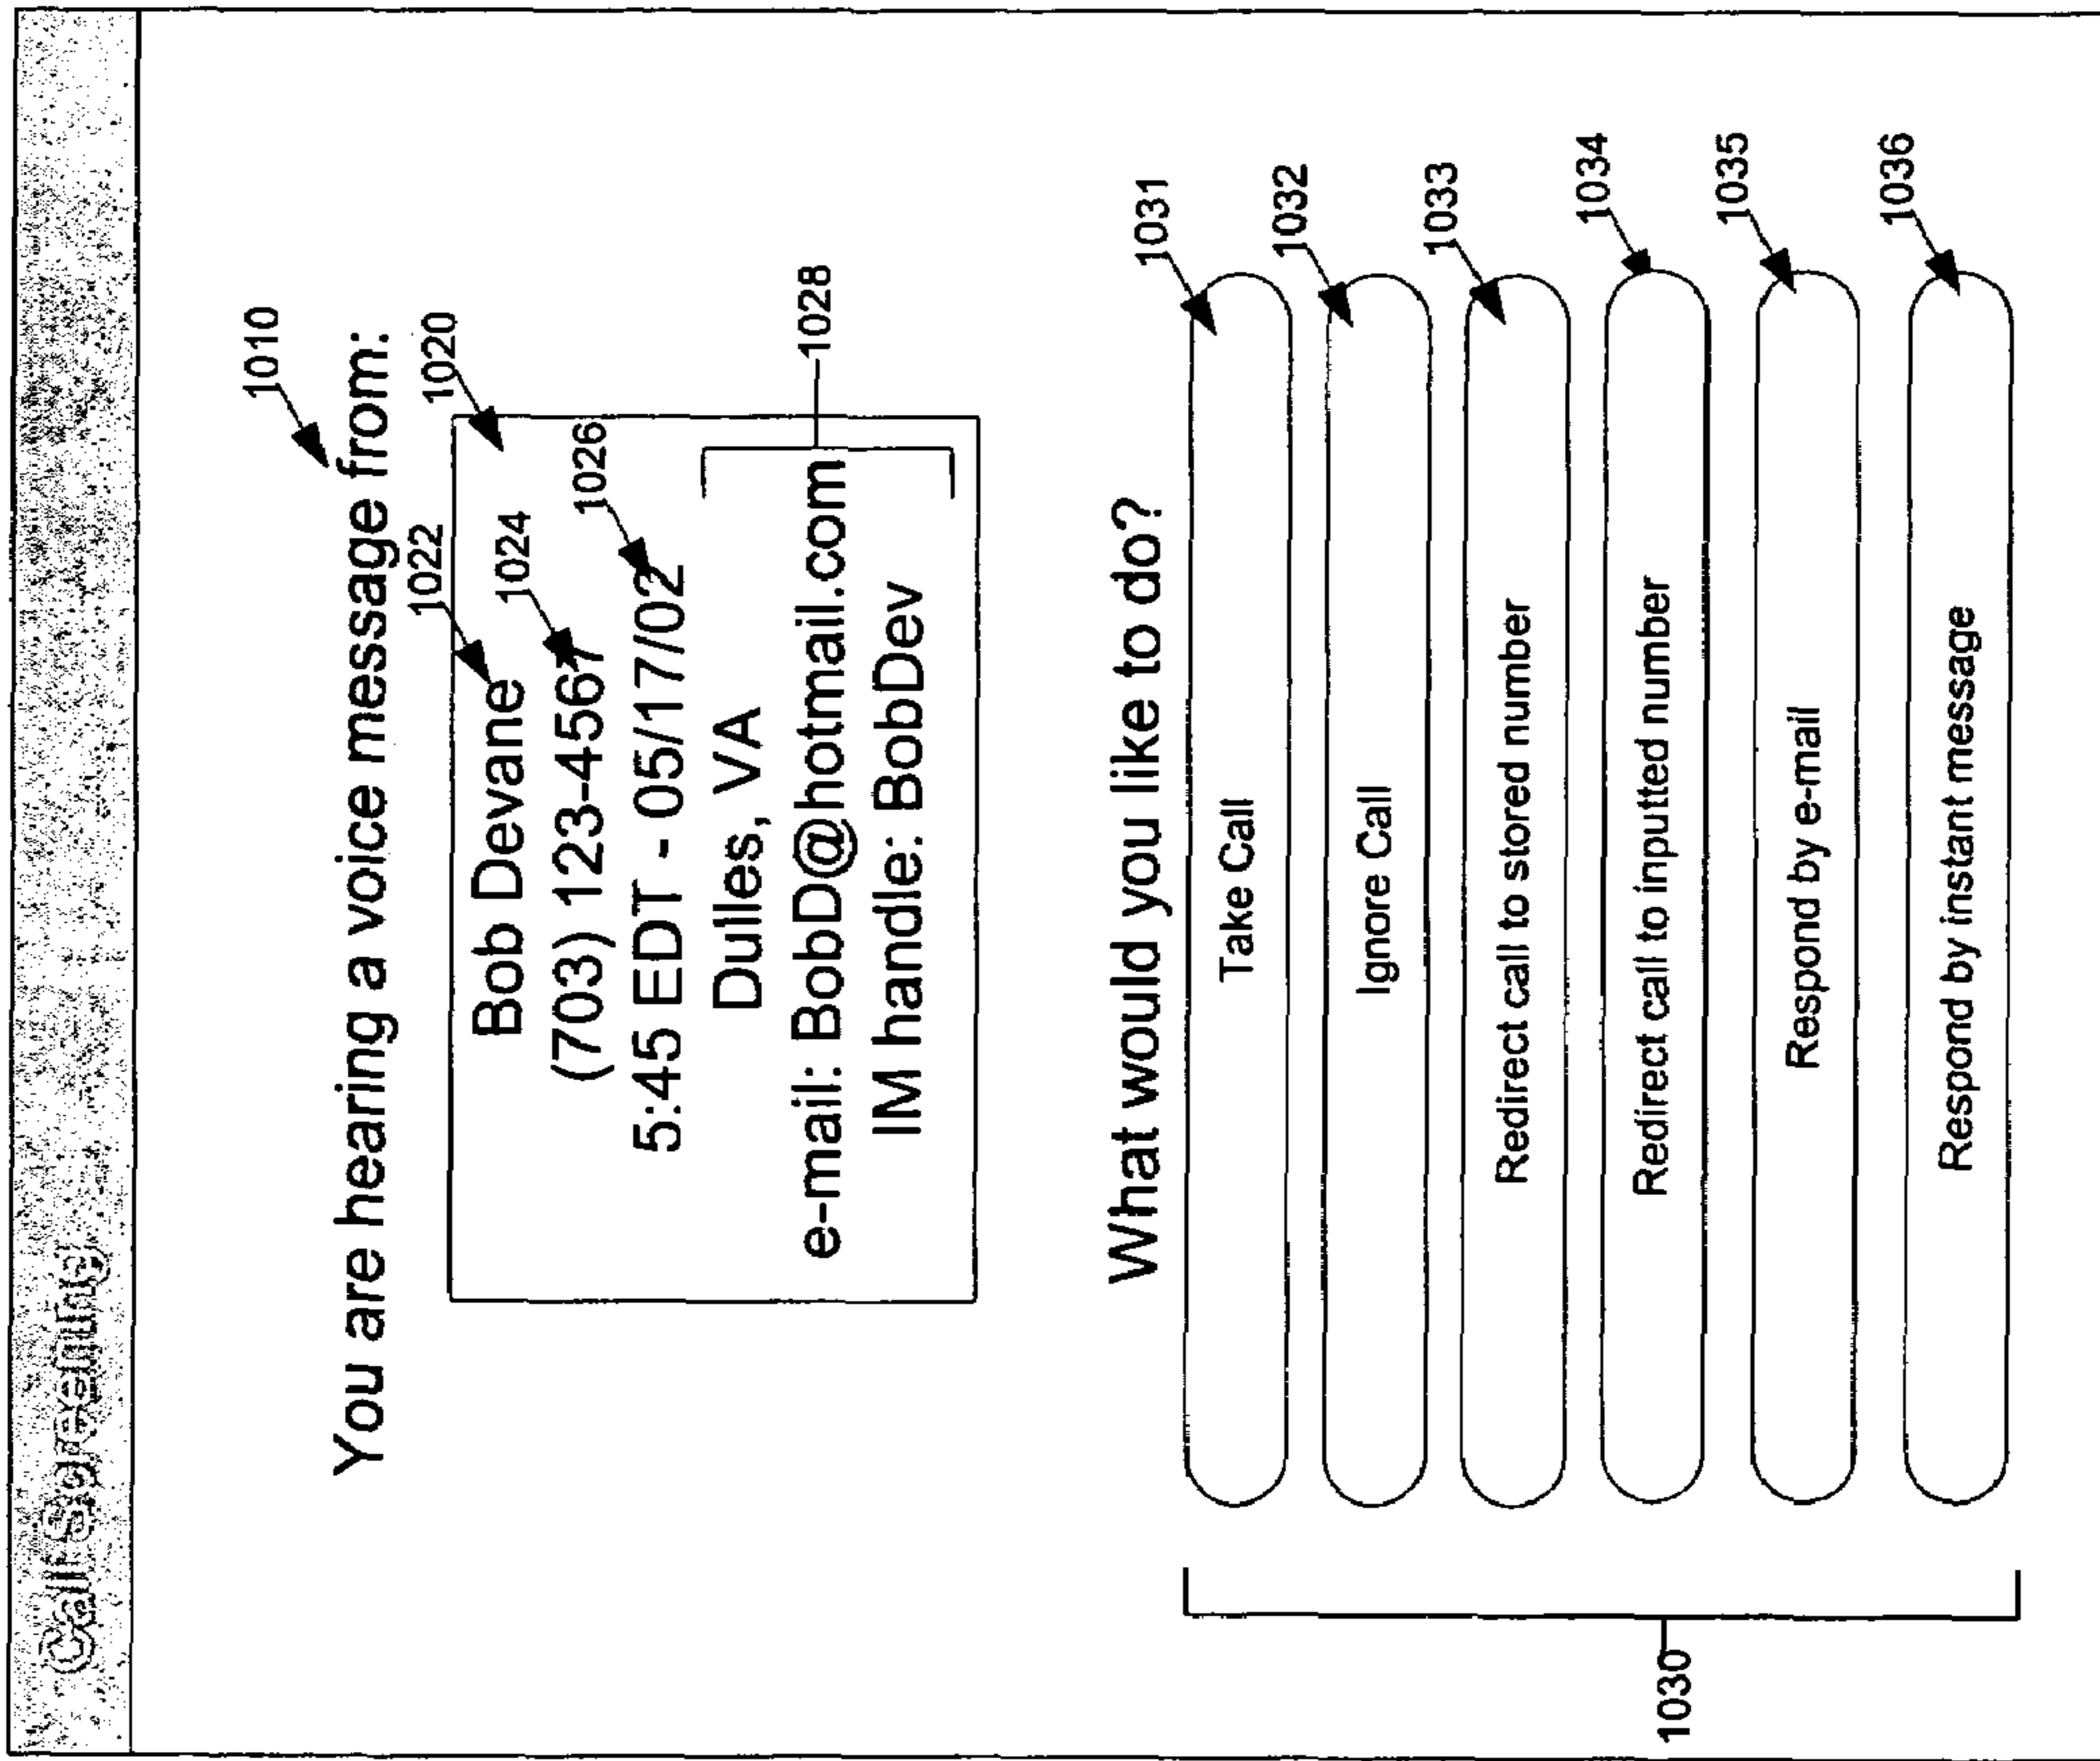 Call Screening
1010
You are hearing a voice message from:
1020
1022
Bob Devane
1024
(703) 123-4567
1026
5:45 EDT - 05/17/02
Dulles, VA
1028
e-mail: BobD@hotmail.com
IM handle: BobDev
What would you like to do?
1031
Take Call
1032
Ignore Call
1033
Redirect call to stored number
1034
Redirect call to inputted number
1030
1035
Respond by e-mail
1036
Respond by instant message